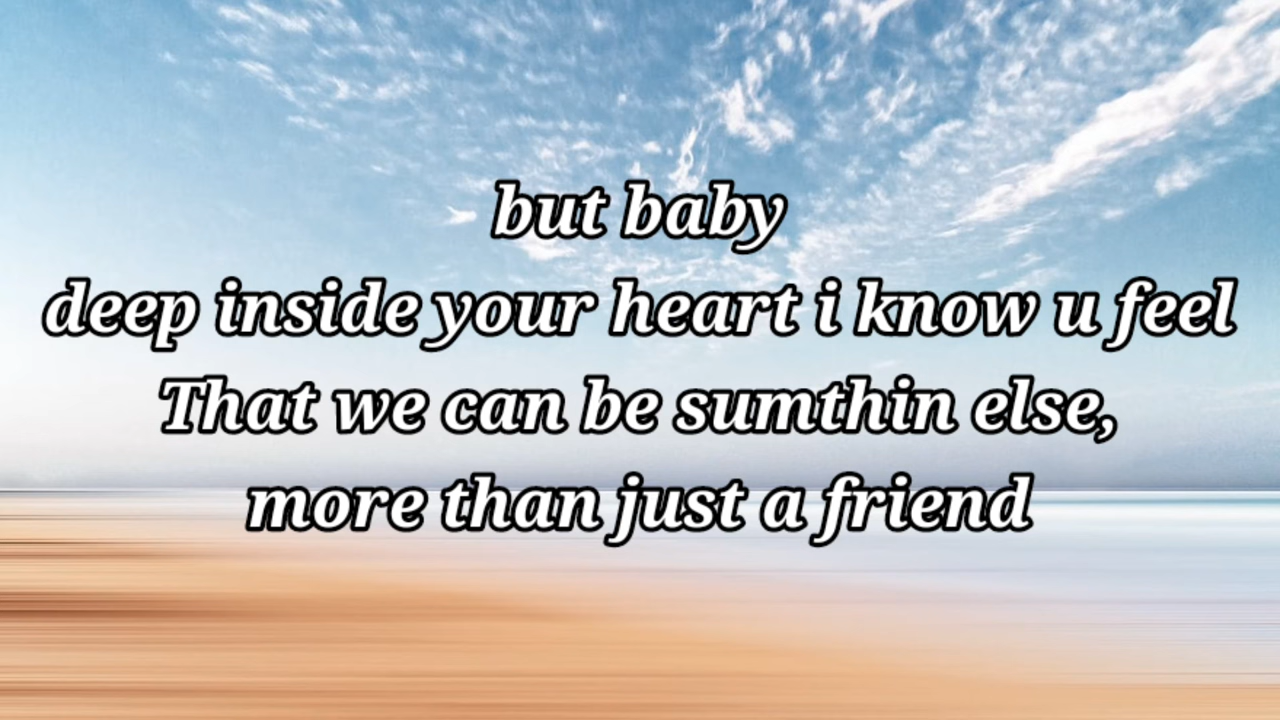 but baby
deep inside your heart i know u feel
That we can be sumthin else,
more than just a friend